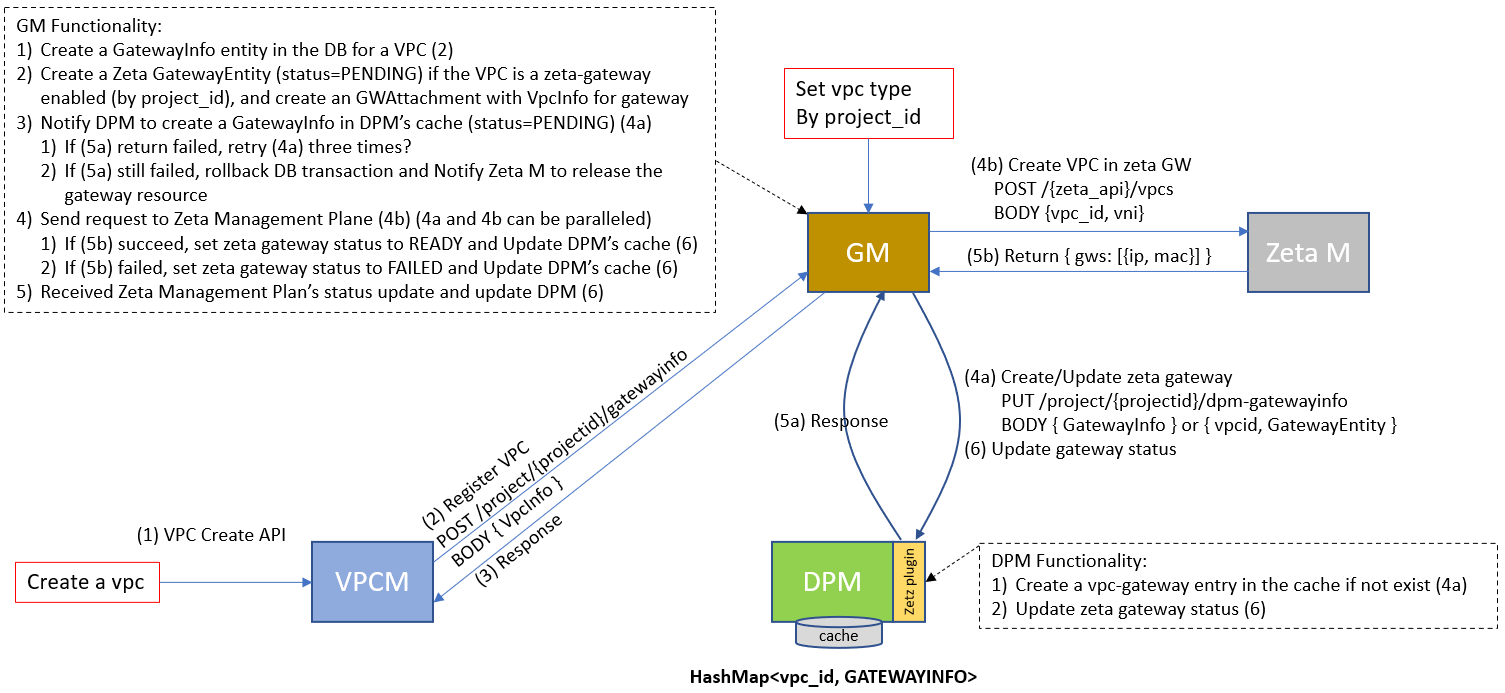 GM Functionality:
1) Create a GatewayInfo entity in the DB for a VPC (2)
2) Create a Zeta GatewayEntity (status=PENDING) if the VPC is a zeta-gateway
enabled (by project_id), and create an GWAttachment with VpcInfo for gateway
3) Notify DPM to create a GatewayInfo in DPM's cache (status=PENDING) (4a)
1) If (5a) return failed, retry (4a) three times?
2) If (5a) still failed, rollback DB transaction and Notify Zeta M to release the
gateway resource
4) Send request to Zeta Management Plane (4b) (4a and 4b can be paralleled)
1) If (5b) succeed, set zeta gateway status to READY and Update DPM's cache (6)
2) If (5b) failed, set zeta gateway status to FAILED and Update DPM's cache (6)
5) Received Zeta Management Plan's status update and update DPM (6)
Set vpc type
By project_id
(4b) Create VPC in zeta GW
POST /{zeta_api}/vpcs
BODY {vpc_id, vni}
GM
Zeta M
(5b) Return { gws: [{ip, mac}] }
(2) Register VPC
POST /project/{projectid}/gatewayinfo
BODY { VpcInfo }
(3) Response
(5a) Response
(4a) Create/Update zeta gateway
PUT /project/{projectid}/dpm-gatewayinfo
BODY { GatewayInfo } or { vpcid, GatewayEntity }
(6) Update gateway status
(1) VPC Create API
Create a vpc
VPCM
DPM
Zetz plugin
cache
DPM Functionality:
1) Create a vpc-gateway entry in the cache if not exist (4a)
2) Update zeta gateway status (6)
HashMap<vpc_id, GATEWAYINFO>